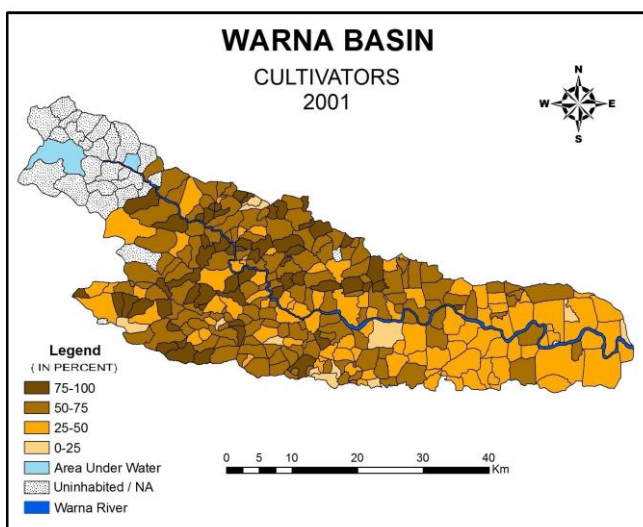 WARNA BASIN
CULTIVATORS
2001
N
W E
S
Legend
( IN PERCENT)
75-100
50-75
25-50
0-25
Area Under Water
Uninhabited / NA
Warna River
0 5 10 20 30 40
Km